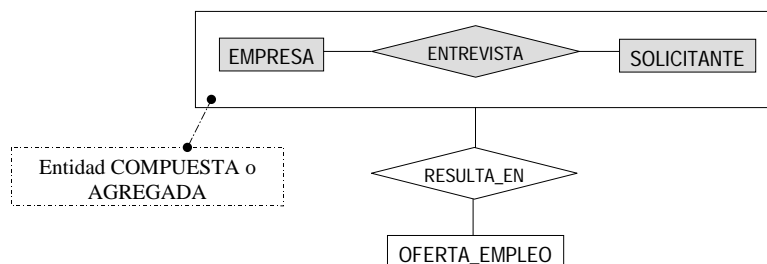 EMPRESA
ENTREVISTA
SOLICITANTE
Entidad COMPUESTA o
AGREGADA
RESULTA_EN
OFERTA_EMPLEO